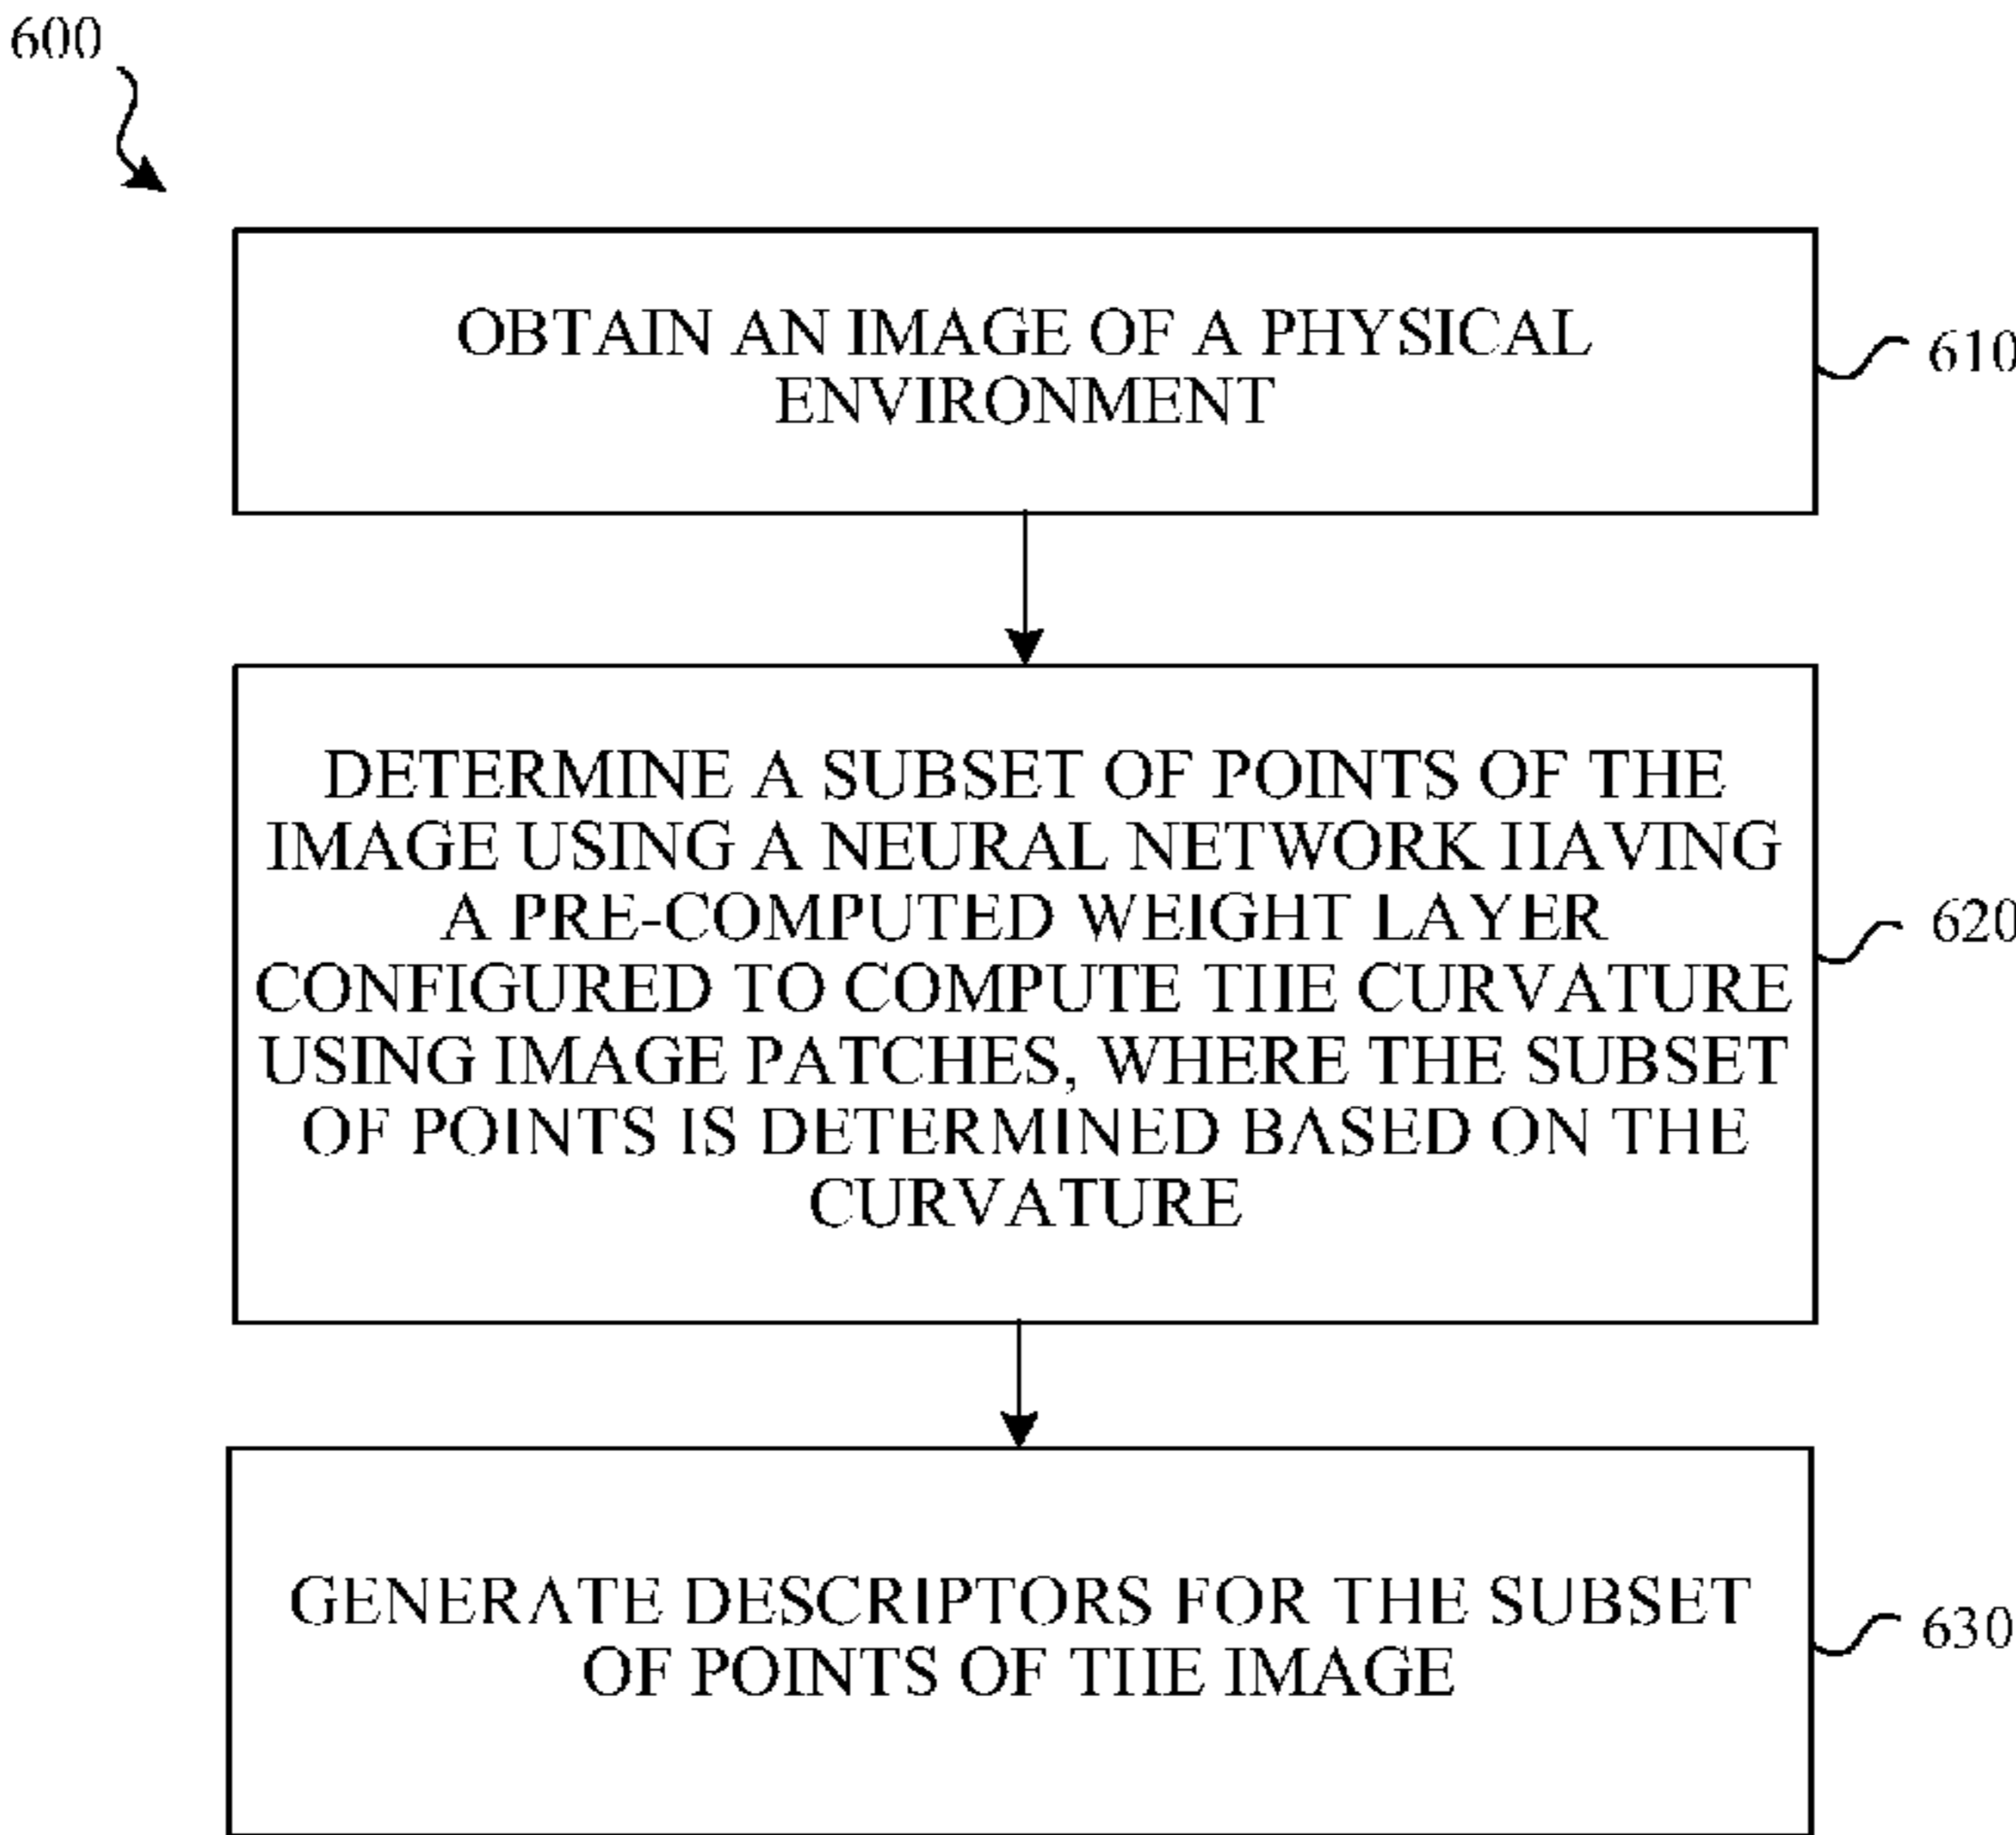 600
OBTAIN AN IMAGE OF A PHYSICAL
ENVIRONMENT
610
DETERMINE A SUBSET OF POINTS OF THE
IMAGE USING A NEURAL NETWORK HAVING
A PRE-COMPUTED WEIGHT LAYER
CONFIGURED TO COMPUTE THE CURVATURE
USING IMAGE PATCHES, WHERE THE SUBSET
OF POINTS IS DETERMINED BASED ON THE
CURVATURE
620
GENERATE DESCRIPTORS FOR THE SUBSET
OF POINTS OF THE IMAGE
630